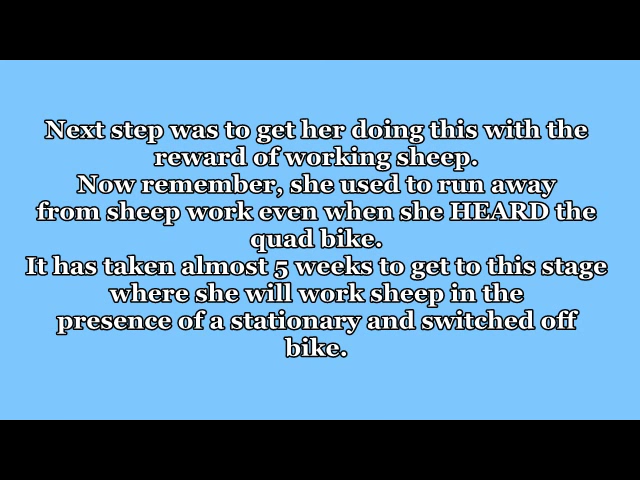 Next step was to get her doing this with the
reward of working sheep.
Now remember, she used to run away
from sheep work even when she HEARD the
quad bike.
It has taken almost 5 weeks to get to this stage
where she will work sheep in the
presence of a stationary and switched off
bike.